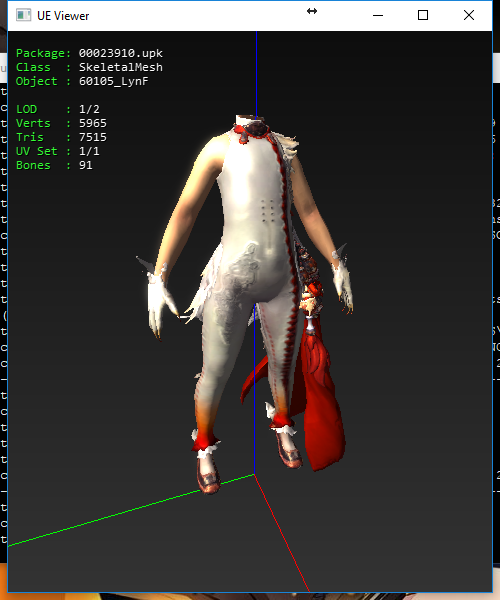 UE Viewer
Package: 00023910.upk
Class : SkeletalMesh
Object : 60105_LynF
LOD : 1/2
Verts : 5965
Tris : 7515
UV Set : 1/1
Bones : 91